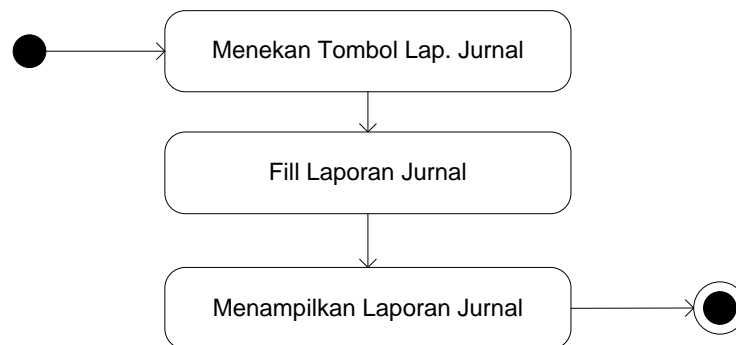 Menekan Tombol Lap. Jurnal
Fill Laporan Jurnal
Menampilkan Laporan Jurnal